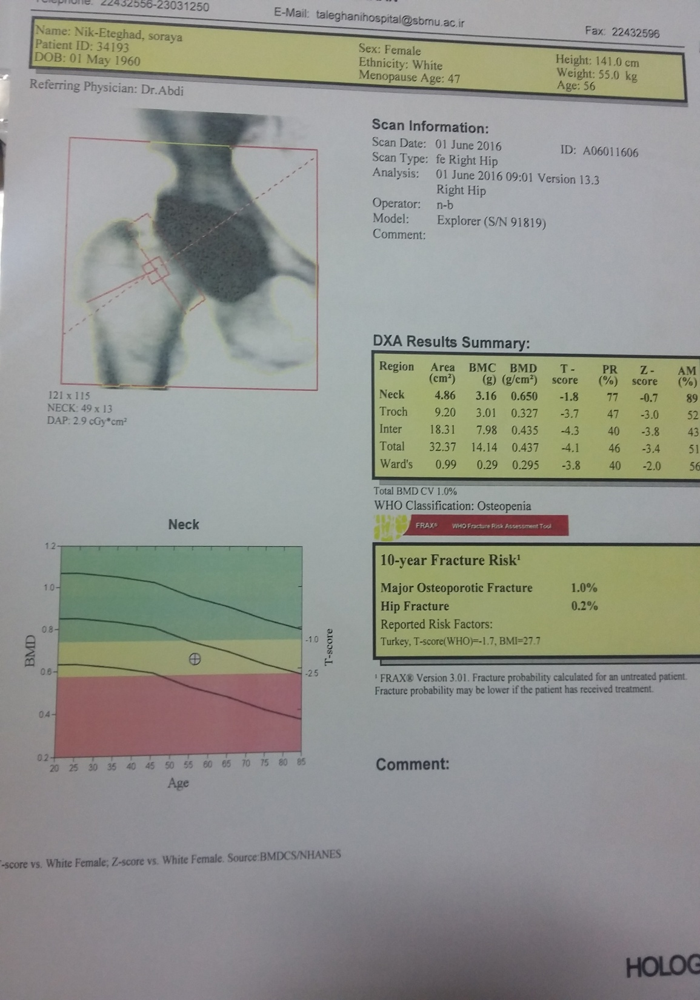 22432556-23031250
E-Mail: taleghanihospital@sbmu.ac.ir
Fax: 22432596
Name: Nik-Eteghad, soraya
Patient ID: 34193
DOB: 01 May 1960
Sex: Female
Ethnicity: White
Menopause Age: 47
Height: 141.0 cm
Weight: 55.0 kg
Age: 56
Referring Physician: Dr.Abdi
Scan Information:
Scan Date: 01 June 2016 ID: A06011606
Scan Type: fe Right Hip
Analysis: 01 June 2016 09:01 Version 13.3
Right Hip
Operator: n-b
Model: Explorer (S/N 91819)
Comment:
121 x 115
NECK: 49 x 13
DAP: 2.9 cGy*cm²
DXA Results Summary:
Region Area BMC BMD T - PR Z - AM
(cm²) (g) (g/cm²) score (%) score (%)
Neck 4.86 3.16 0.650 -1.8 77 -0.7 89
Troch 9.20 3.01 0.327 -3.7 47 -3.0 52
Inter 18.31 7.98 0.435 -4.3 40 -3.8 43
Total 32.37 14.14 0.437 -4.1 46 -3.4 51
Ward's 0.99 0.29 0.295 -3.8 40 -2.0 56
Total BMD CV 1.0%
WHO Classification: Osteopenia
FRAX® WHO Fracture Risk Assessment Tool
10-year Fracture Risk¹
Major Osteoporotic Fracture 1.0%
Hip Fracture 0.2%
Reported Risk Factors:
Turkey, T-score(WHO)=-1.7, BMI=27.7
¹ FRAX® Version 3.01. Fracture probability calculated for an untreated patient.
Fracture probability may be lower if the patient has received treatment.
Comment:
Neck
1.2
1.0
0.8
0.6
0.4
0.2
BMD
-1.0
-2.5
T-score
20 25 30 35 40 45 50 55 60 65 70 75 80 85
Age
-score vs. White Female; Z-score vs. White Female. Source:BMDCS/NHANES
HOLOG